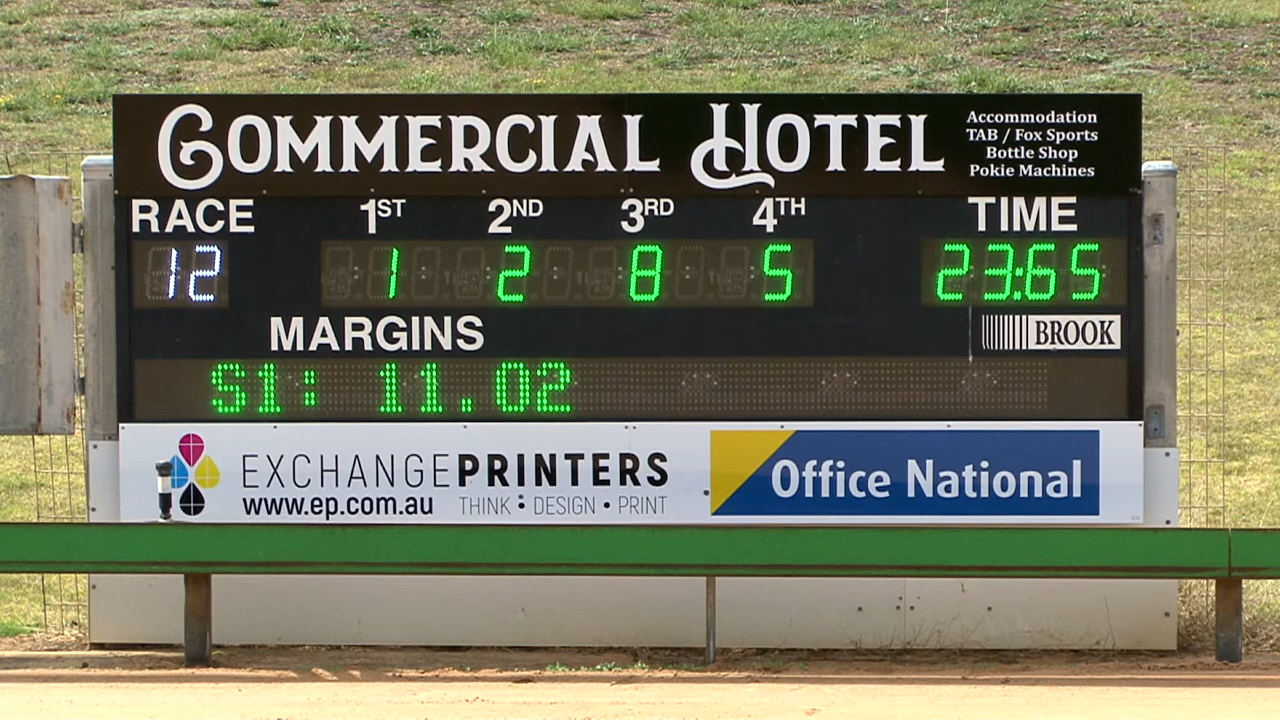 COMMERCIAL HOTEL
Accommodation
TAB / Fox Sports
Bottle Shop
Pokie Machines
RACE 1ST 2ND 3RD 4TH TIME
12 1 2 8 5 23:65
MARGINS
BROOK
S1: 11.02
EXCHANGEPRINTERS
www.ep.com.au THINK : DESIGN • PRINT
Office National